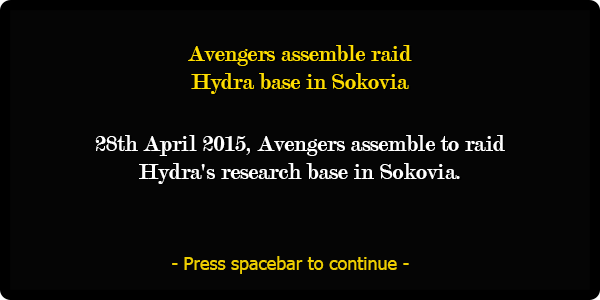 Avengers assemble raid
Hydra base in Sokovia
28th April 2015, Avengers assemble to raid
Hydra's research base in Sokovia.
- Press spacebar to continue -